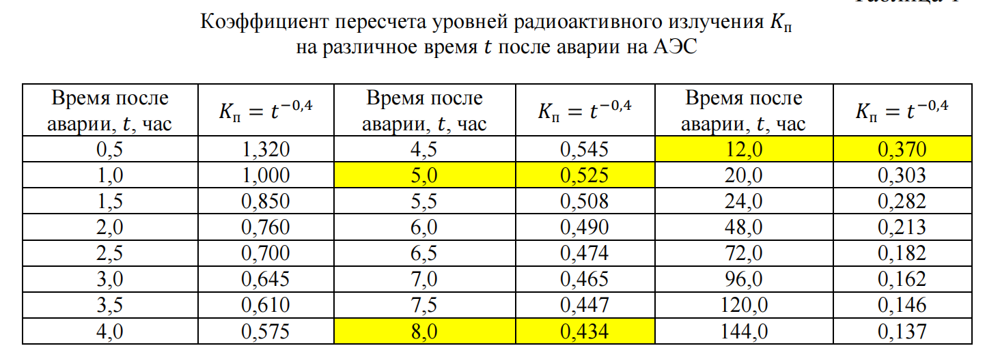 Коэффициент пересчета уровней радиоактивного излучения Kп
на различное время t после аварии на АЭС
Время после аварии, t, час | Kп = t^−0,4 | Время после аварии, t, час | Kп = t^−0,4 | Время после аварии, t, час | Kп = t^−0,4
0,5 | 1,320 | 4,5 | 0,545 | 12,0 | 0,370
1,0 | 1,000 | 5,0 | 0,525 | 20,0 | 0,303
1,5 | 0,850 | 5,5 | 0,508 | 24,0 | 0,282
2,0 | 0,760 | 6,0 | 0,490 | 48,0 | 0,213
2,5 | 0,700 | 6,5 | 0,474 | 72,0 | 0,182
3,0 | 0,645 | 7,0 | 0,465 | 96,0 | 0,162
3,5 | 0,610 | 7,5 | 0,447 | 120,0 | 0,146
4,0 | 0,575 | 8,0 | 0,434 | 144,0 | 0,137